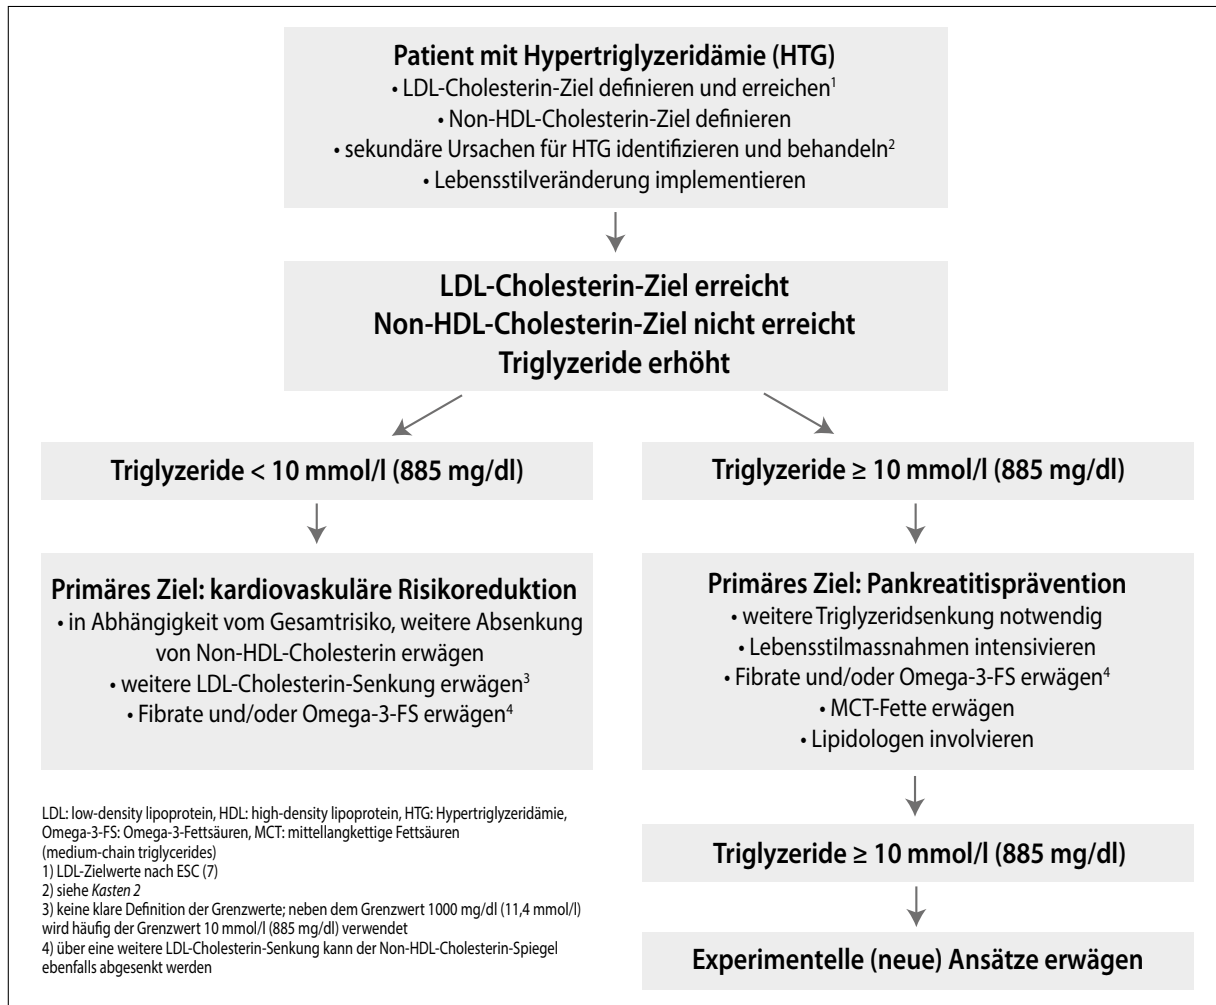 Patient mit Hypertriglyzeridämie (HTG)
• LDL-Cholesterin-Ziel definieren und erreichen¹
• Non-HDL-Cholesterin-Ziel definieren
• sekundäre Ursachen für HTG identifizieren und behandeln²
• Lebensstilveränderung implementieren
LDL-Cholesterin-Ziel erreicht
Non-HDL-Cholesterin-Ziel nicht erreicht
Triglyzeride erhöht
Triglyzeride < 10 mmol/l (885 mg/dl)
Primäres Ziel: kardiovaskuläre Risikoreduktion
• in Abhängigkeit vom Gesamtrisiko, weitere Absenkung
von Non-HDL-Cholesterin erwägen
• weitere LDL-Cholesterin-Senkung erwägen³
• Fibrate und/oder Omega-3-FS erwägen⁴
Triglyzeride ≥ 10 mmol/l (885 mg/dl)
Primäres Ziel: Pankreatitisprävention
• weitere Triglyzeridsenkung notwendig
• Lebensstilmassnahmen intensivieren
• Fibrate und/oder Omega-3-FS erwägen⁴
• MCT-Fette erwägen
• Lipidologen involvieren
Triglyzeride ≥ 10 mmol/l (885 mg/dl)
Experimentelle (neue) Ansätze erwägen
LDL: low-density lipoprotein, HDL: high-density lipoprotein, HTG: Hypertriglyzeridämie,
Omega-3-FS: Omega-3-Fettsäuren, MCT: mittellangkettige Fettsäuren
(medium-chain triglycerides)
1) LDL-Zielwerte nach ESC (7)
2) siehe Kasten 2
3) keine klare Definition der Grenzwerte; neben dem Grenzwert 1000 mg/dl (11,4 mmol/l)
wird häufig der Grenzwert 10 mmol/l (885 mg/dl) verwendet
4) über eine weitere LDL-Cholesterin-Senkung kann der Non-HDL-Cholesterin-Spiegel
ebenfalls abgesenkt werden